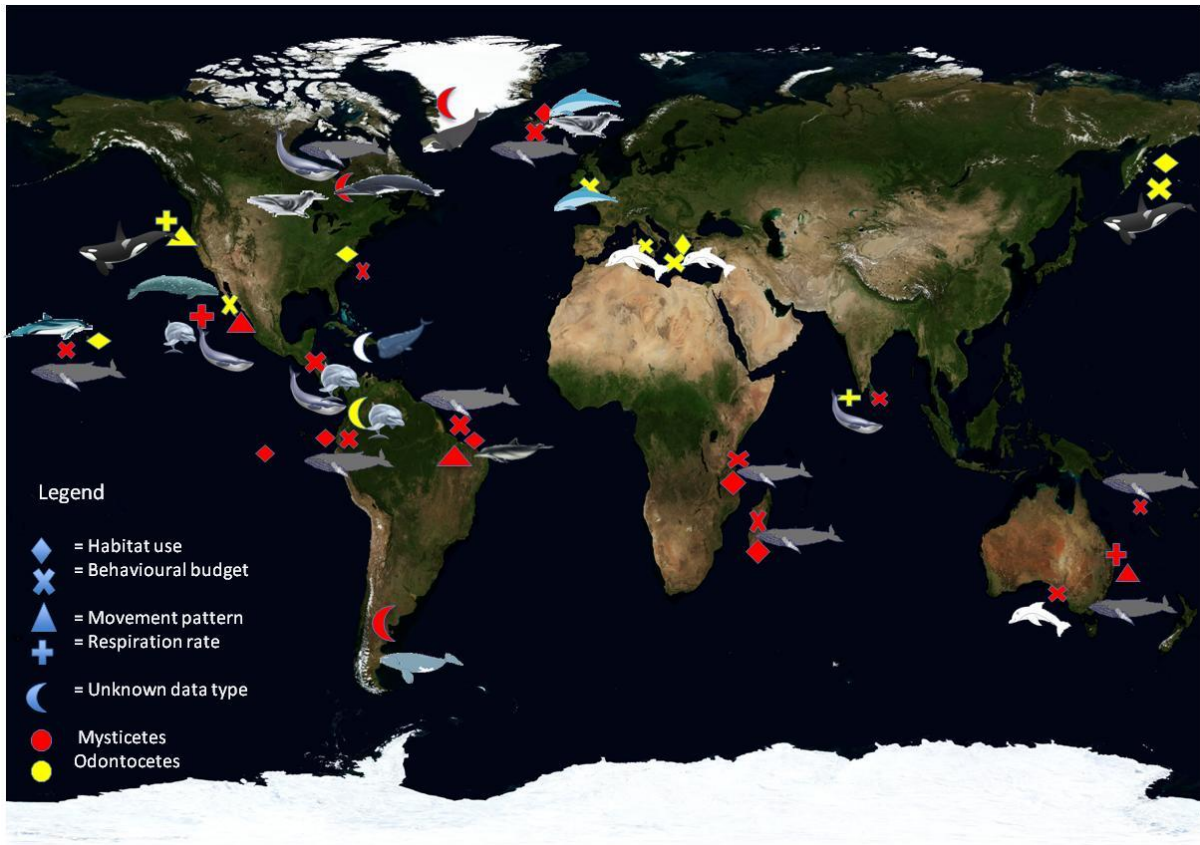 Legend
= Habitat use
= Behavioural budget
= Movement pattern
= Respiration rate
= Unknown data type
Mysticetes
Odontocetes